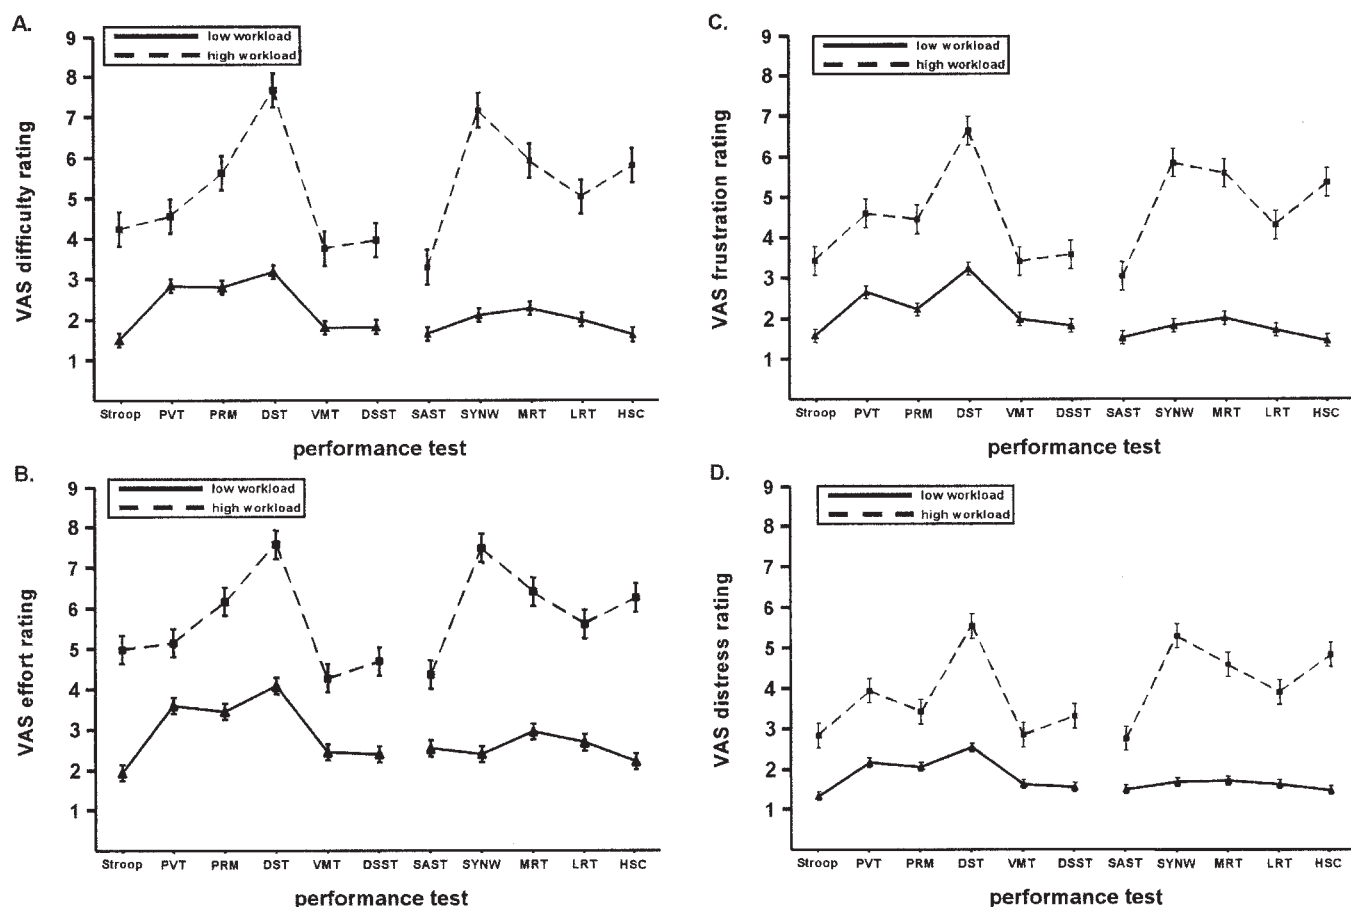 A.
low workload
high workload
VAS difficulty rating
9
8
7
6
5
4
3
2
1
Stroop PVT PRM DST VMT DSST SAST SYNW MRT LRT HSC
performance test
B.
low workload
high workload
VAS effort rating
9
8
7
6
5
4
3
2
1
Stroop PVT PRM DST VMT DSST SAST SYNW MRT LRT HSC
performance test
C.
low workload
high workload
VAS frustration rating
9
8
7
6
5
4
3
2
1
Stroop PVT PRM DST VMT DSST SAST SYNW MRT LRT HSC
performance test
D.
low workload
high workload
VAS distress rating
9
8
7
6
5
4
3
2
1
Stroop PVT PRM DST VMT DSST SAST SYNW MRT LRT HSC
performance test